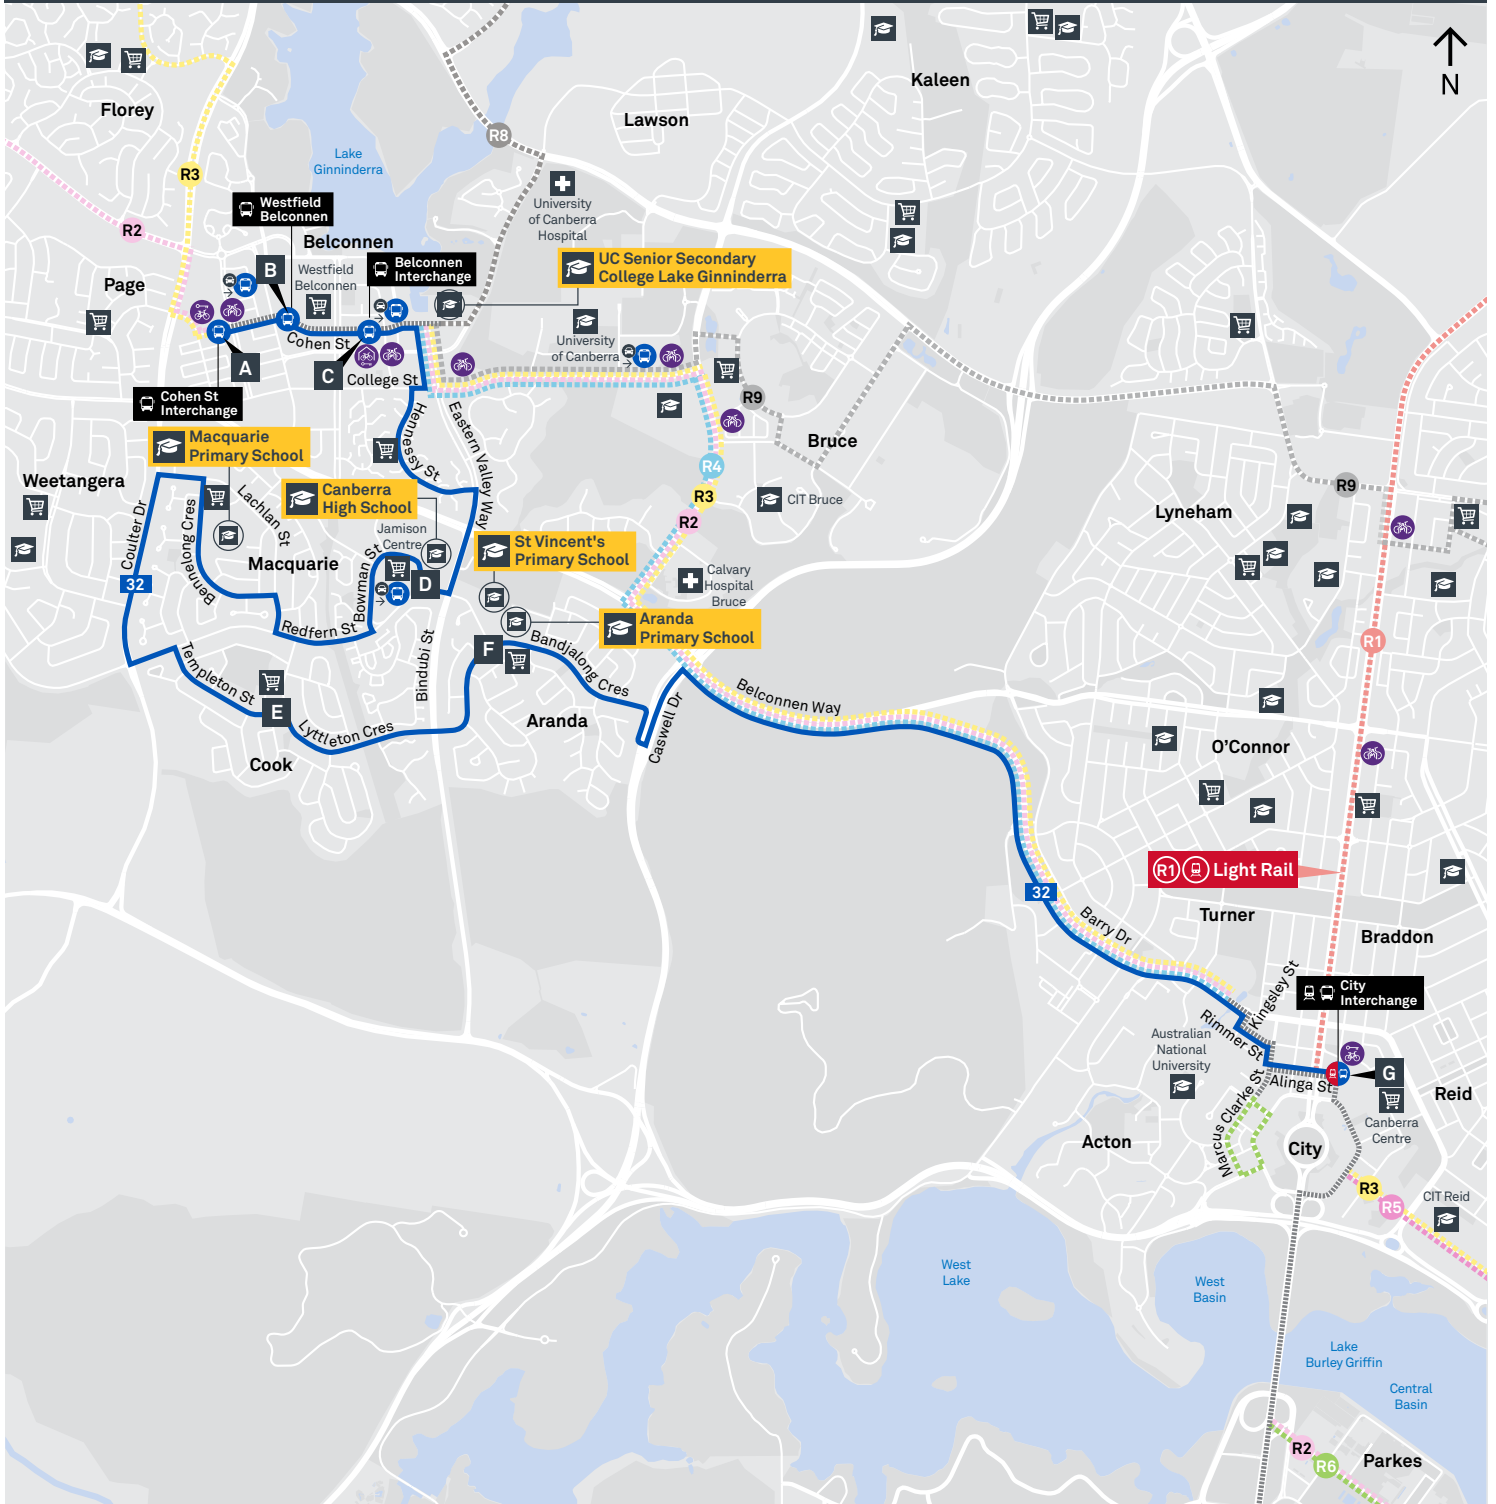 N
Kaleen
Florey
Lawson
R8
Lake
Ginninderra
R3
University
of Canberra
Hospital
Westfield
Belconnen
R2
Belconnen
Belconnen
Interchange
UC Senior Secondary
College Lake Ginninderra
B
Westfield
Belconnen
Page
University
of Canberra
Cohen St
A
C
College St
Cohen St
Interchange
R9
Hennessy St
Eastern Valley Way
Macquarie
Primary School
Bruce
R4
Weetangera
Lachlan St
Canberra
High School
R3
CIT Bruce
R9
Lyneham
R2
Coulter Dr
Bennelong Cres
Jamison
Centre
St Vincent's
Primary School
Macquarie
Bowman St
D
32
Calvary
Hospital
Bruce
Redfern St
Aranda
Primary School
R1
Bindubi St
F
Bandjalong Cres
Templeton St
Belconnen Way
E
Lyttleton Cres
Aranda
Caswell Dr
O'Connor
Cook
R1
Light Rail
32
Turner
Barry Dr
Braddon
Kingsley St
City
Interchange
Rimmer St
Australian
National
University
Alinga St
G
Reid
Marcus Clarke St
Canberra
Centre
Acton
City
R3
R5
CIT Reid
West
Lake
West
Basin
Lake
Burley Griffin
Central
Basin
R2
R6
Parkes